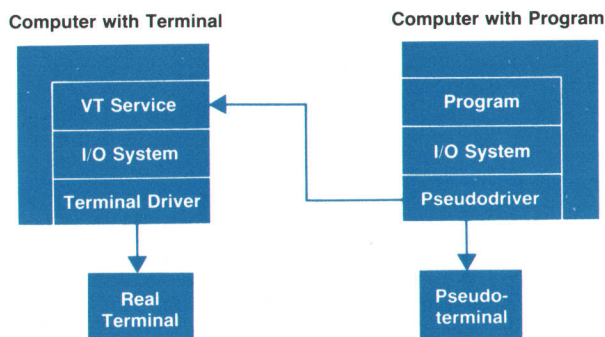 Computer with Terminal
VT Service
I/O System
Terminal Driver
Real
Terminal
Computer with Program
Program
I/O System
Pseudodriver
Pseudo-
terminal